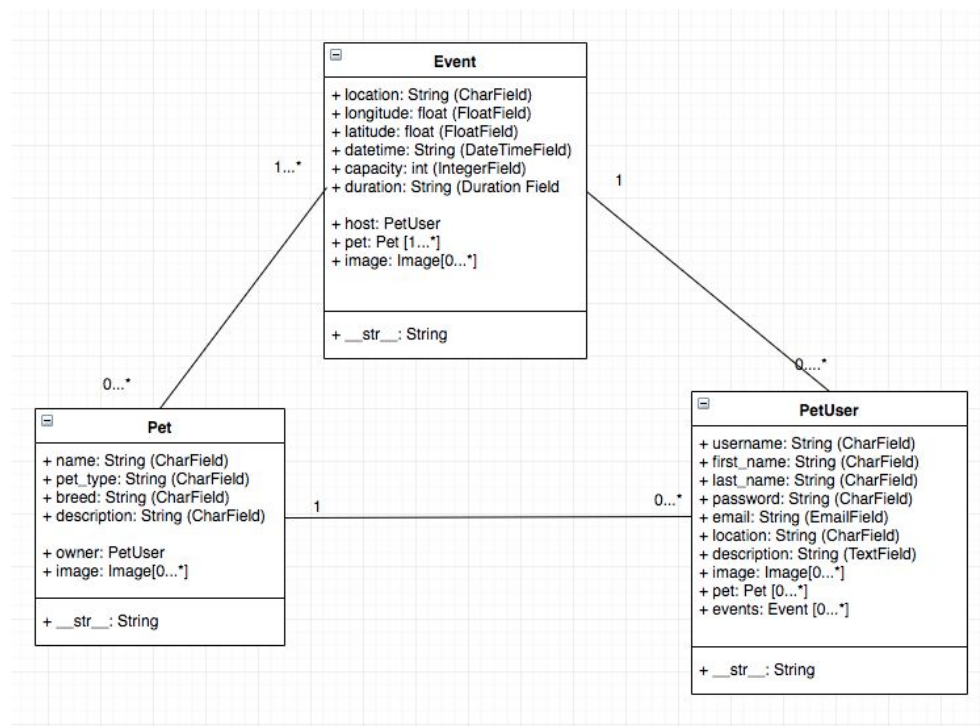 Event
+ location: String (CharField)
+ longitude: float (FloatField)
+ latitude: float (FloatField)
+ datetime: String (DateTimeField)
+ capacity: int (IntegerField)
+ duration: String (Duration Field
+ host: PetUser
+ pet: Pet [1...*]
+ image: Image[0...*]
+ __str__: String
1...*
1
0...*
0....*
Pet
+ name: String (CharField)
+ pet_type: String (CharField)
+ breed: String (CharField)
+ description: String (CharField)
+ owner: PetUser
+ image: Image[0...*]
+ __str__: String
1
0...*
PetUser
+ username: String (CharField)
+ first_name: String (CharField)
+ last_name: String (CharField)
+ password: String (CharField)
+ email: String (EmailField)
+ location: String (CharField)
+ description: String (TextField)
+ image: Image[0...*]
+ pet: Pet [0...*]
+ events: Event [0...*]
+ __str__: String